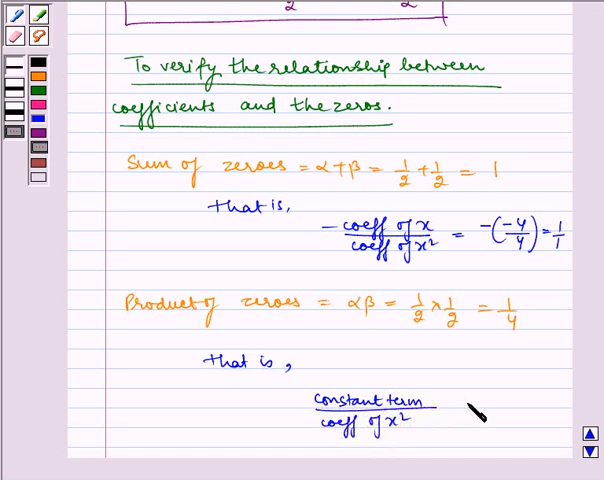 2 2
To verify the relationship between
coefficients and the zeros.
Sum of zeroes = α+β = 1/2 + 1/2 = 1
that is,
- coeff of x / coeff of x² = -(-4/4) = 1/1
Product of zeroes = αβ = 1/2 × 1/2 = 1/4
that is,
constant term / coeff of x²